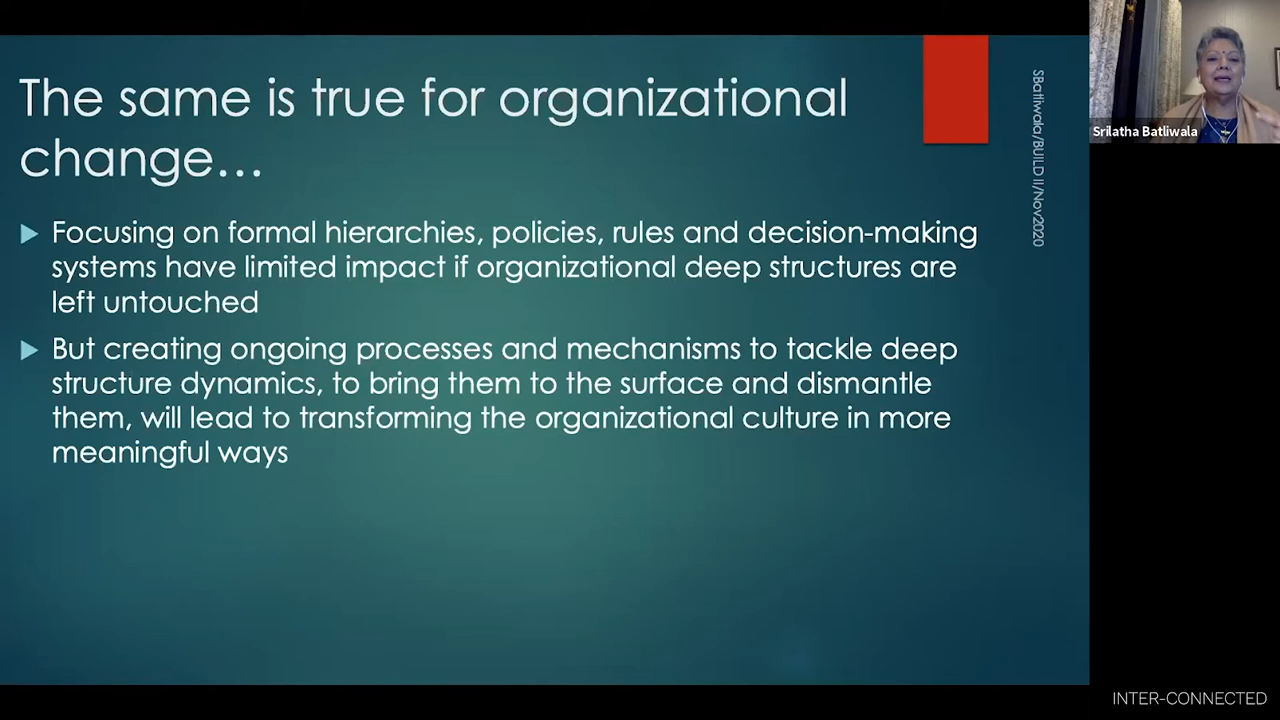 The same is true for organizational
change…
Focusing on formal hierarchies, policies, rules and decision-making
systems have limited impact if organizational deep structures are
left untouched
But creating ongoing processes and mechanisms to tackle deep
structure dynamics, to bring them to the surface and dismantle
them, will lead to transforming the organizational culture in more
meaningful ways
SBatliwala/BUILD II/Nov2020
Srilatha Batliwala
INTER-CONNECTED